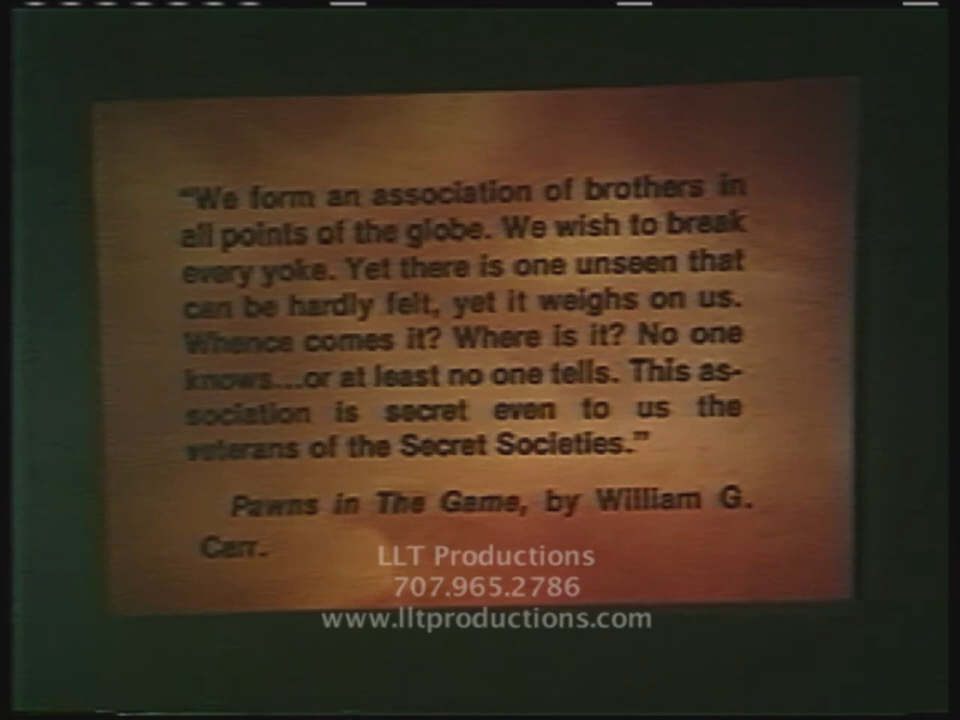 “We form an association of brothers in
all points of the globe. We wish to break
every yoke. Yet there is one unseen that
can be hardly felt, yet it weighs on us.
Whence comes it? Where is it? No one
knows...or at least no one tells. This as-
sociation is secret even to us the
veterans of the Secret Societies.”
Pawns in The Game, by William G.
Carr.
LLT Productions
707.965.2786
www.lltproductions.com